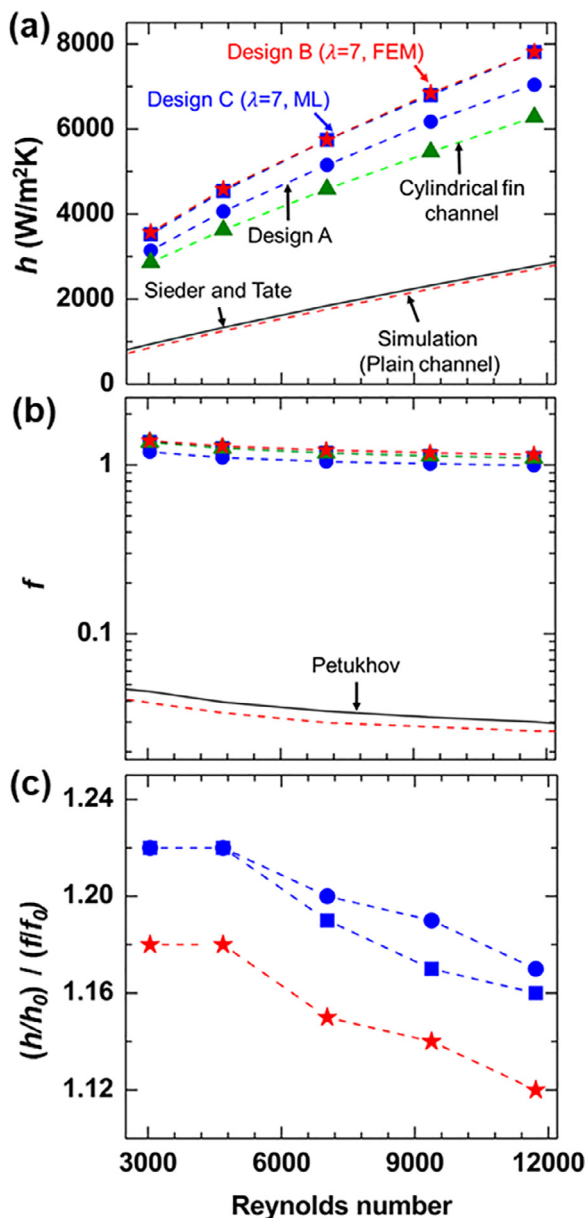 (a)
8000
6000
4000
2000
0
h (W/m²K)
Design B (λ=7, FEM)
Design C (λ=7, ML)
Cylindrical fin
channel
Design A
Sieder and Tate
Simulation
(Plain channel)
(b)
1
0.1
f
Petukhov
(c)
1.24
1.20
1.16
1.12
(h/h₀) / (f/f₀)
3000
6000
9000
12000
Reynolds number